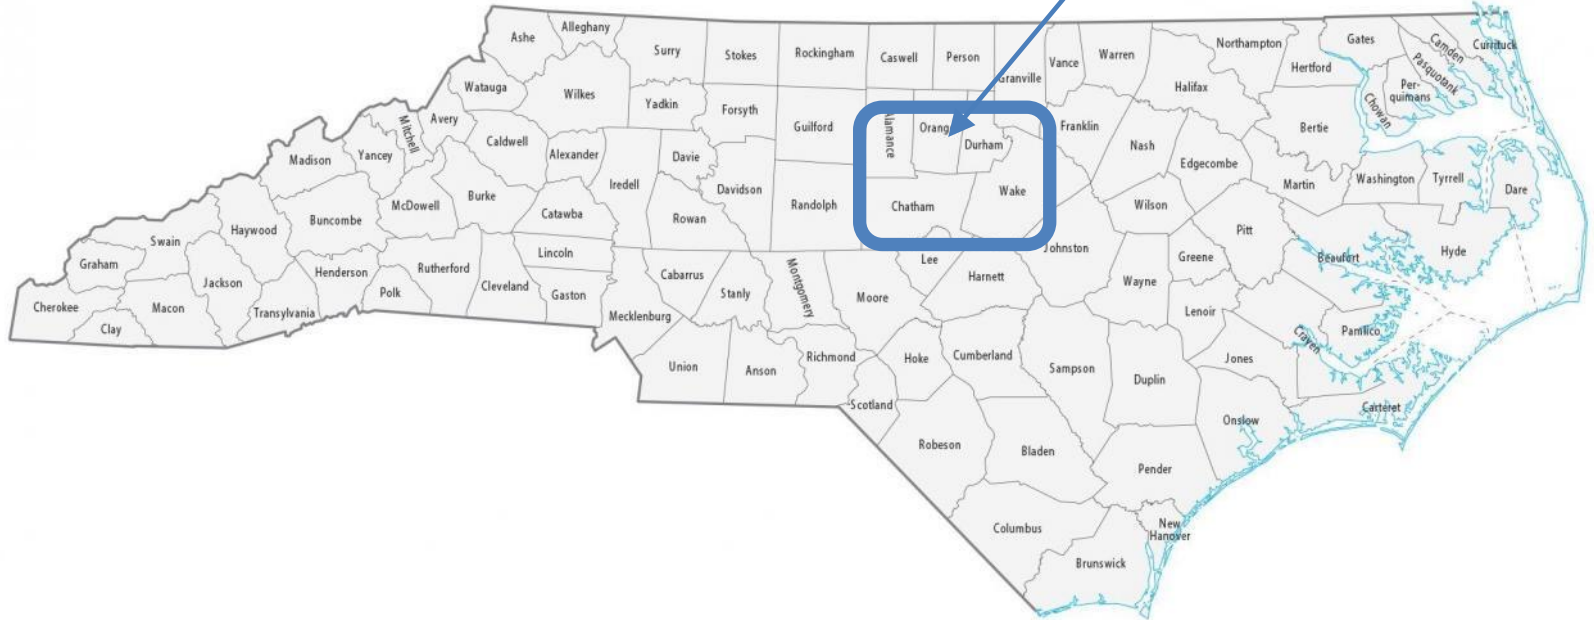 Alleghany
Ashe
Surry
Stokes
Rockingham
Caswell
Person
Granville
Vance
Warren
Northampton
Gates
Camden
Currituck
Pasquotank
Hertford
Halifax
Per-
quimans
Chowan
Watauga
Wilkes
Yadkin
Forsyth
Guilford
Alamance
Orang
Durham
Franklin
Nash
Edgecombe
Bertie
Avery
Mitchell
Caldwell
Alexander
Davie
Madison
Yancey
Iredell
Davidson
Randolph
Chatham
Wake
Wilson
Martin
Washington
Tyrrell
Dare
McDowell
Burke
Catawba
Rowan
Buncombe
Haywood
Swain
Pitt
Hyde
Beaufort
Graham
Jackson
Henderson
Rutherford
Lincoln
Cleveland
Gaston
Cabarrus
Stanly
Montgomery
Moore
Lee
Harnett
Johnston
Greene
Wayne
Lenoir
Cherokee
Macon
Clay
Transylvania
Polk
Mecklenburg
Craven
Pamlico
Union
Anson
Richmond
Hoke
Cumberland
Sampson
Duplin
Jones
Scotland
Onslow
Carteret
Robeson
Bladen
Pender
Columbus
New
Hanover
Brunswick